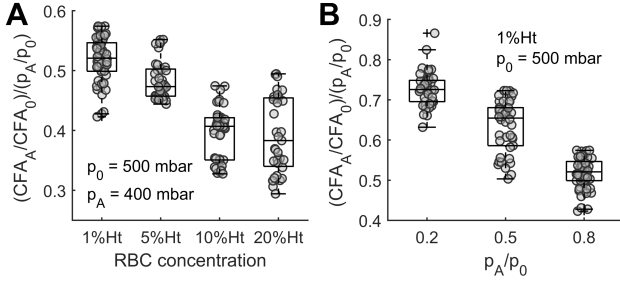 A
(CFA_A/CFA_0)/(p_A/p_0)
0.6
0.5
0.4
0.3
p_0 = 500 mbar
p_A = 400 mbar
1%Ht 5%Ht 10%Ht 20%Ht
RBC concentration
B
(CFA_A/CFA_0)/(p_A/p_0)
0.9
0.8
0.7
0.6
0.5
0.4
1%Ht
p_0 = 500 mbar
0.2 0.5 0.8
p_A/p_0